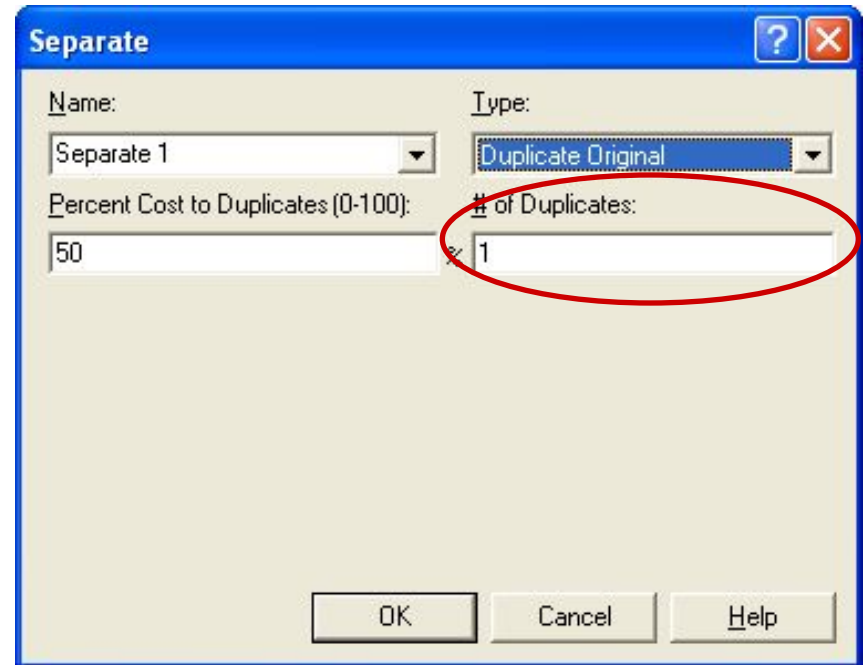 Separate
Name:
Type:
Separate 1
Duplicate Original
Percent Cost to Duplicates (0-100):
# of Duplicates:
50
%
1
OK
Cancel
Help